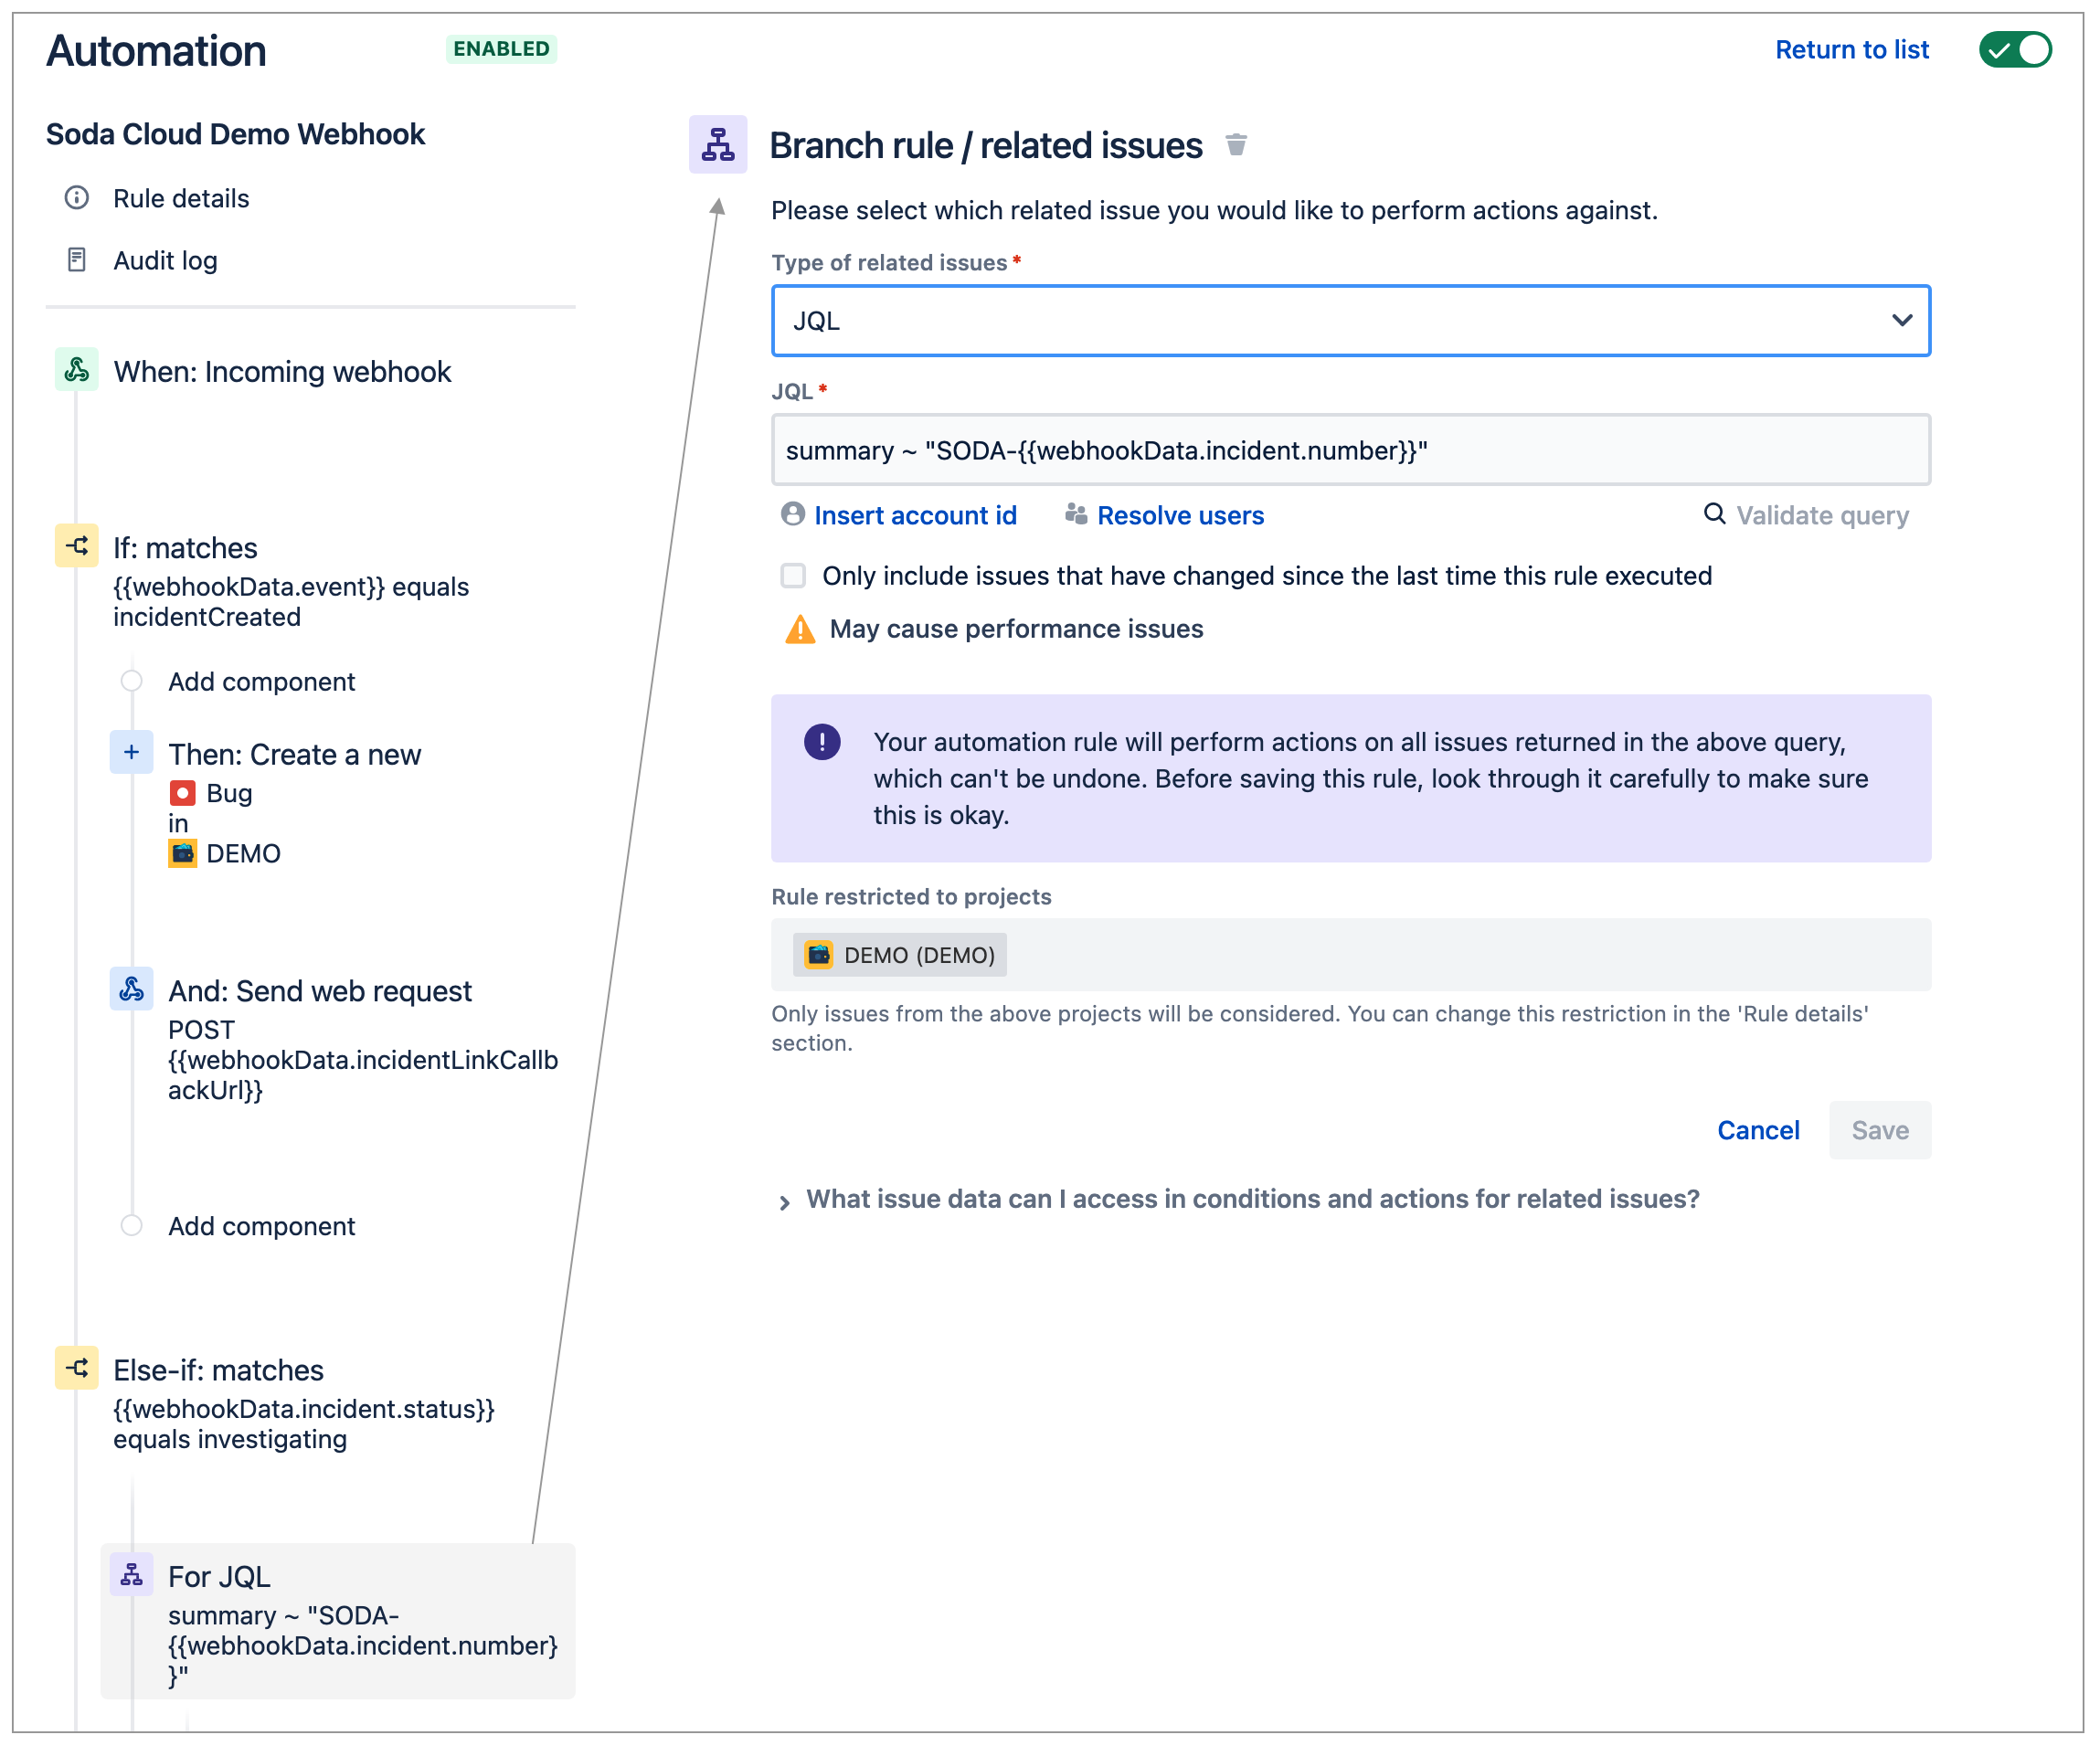 Automation
ENABLED
Return to list
Soda Cloud Demo Webhook
Rule details
Audit log
When: Incoming webhook
If: matches
{{webhookData.event}} equals
incidentCreated
Add component
Then: Create a new
Bug
in
DEMO
And: Send web request
POST
{{webhookData.incidentLinkCallb
ackUrl}}
Add component
Else-if: matches
{{webhookData.incident.status}}
equals investigating
For JQL
summary ~ "SODA-
{{webhookData.incident.number}
}"
Branch rule / related issues
Please select which related issue you would like to perform actions against.
Type of related issues *
JQL
JQL *
summary ~ "SODA-{{webhookData.incident.number}}"
Insert account id
Resolve users
Validate query
Only include issues that have changed since the last time this rule executed
May cause performance issues
Your automation rule will perform actions on all issues returned in the above query,
which can't be undone. Before saving this rule, look through it carefully to make sure
this is okay.
Rule restricted to projects
DEMO (DEMO)
Only issues from the above projects will be considered. You can change this restriction in the 'Rule details'
section.
Cancel
Save
What issue data can I access in conditions and actions for related issues?